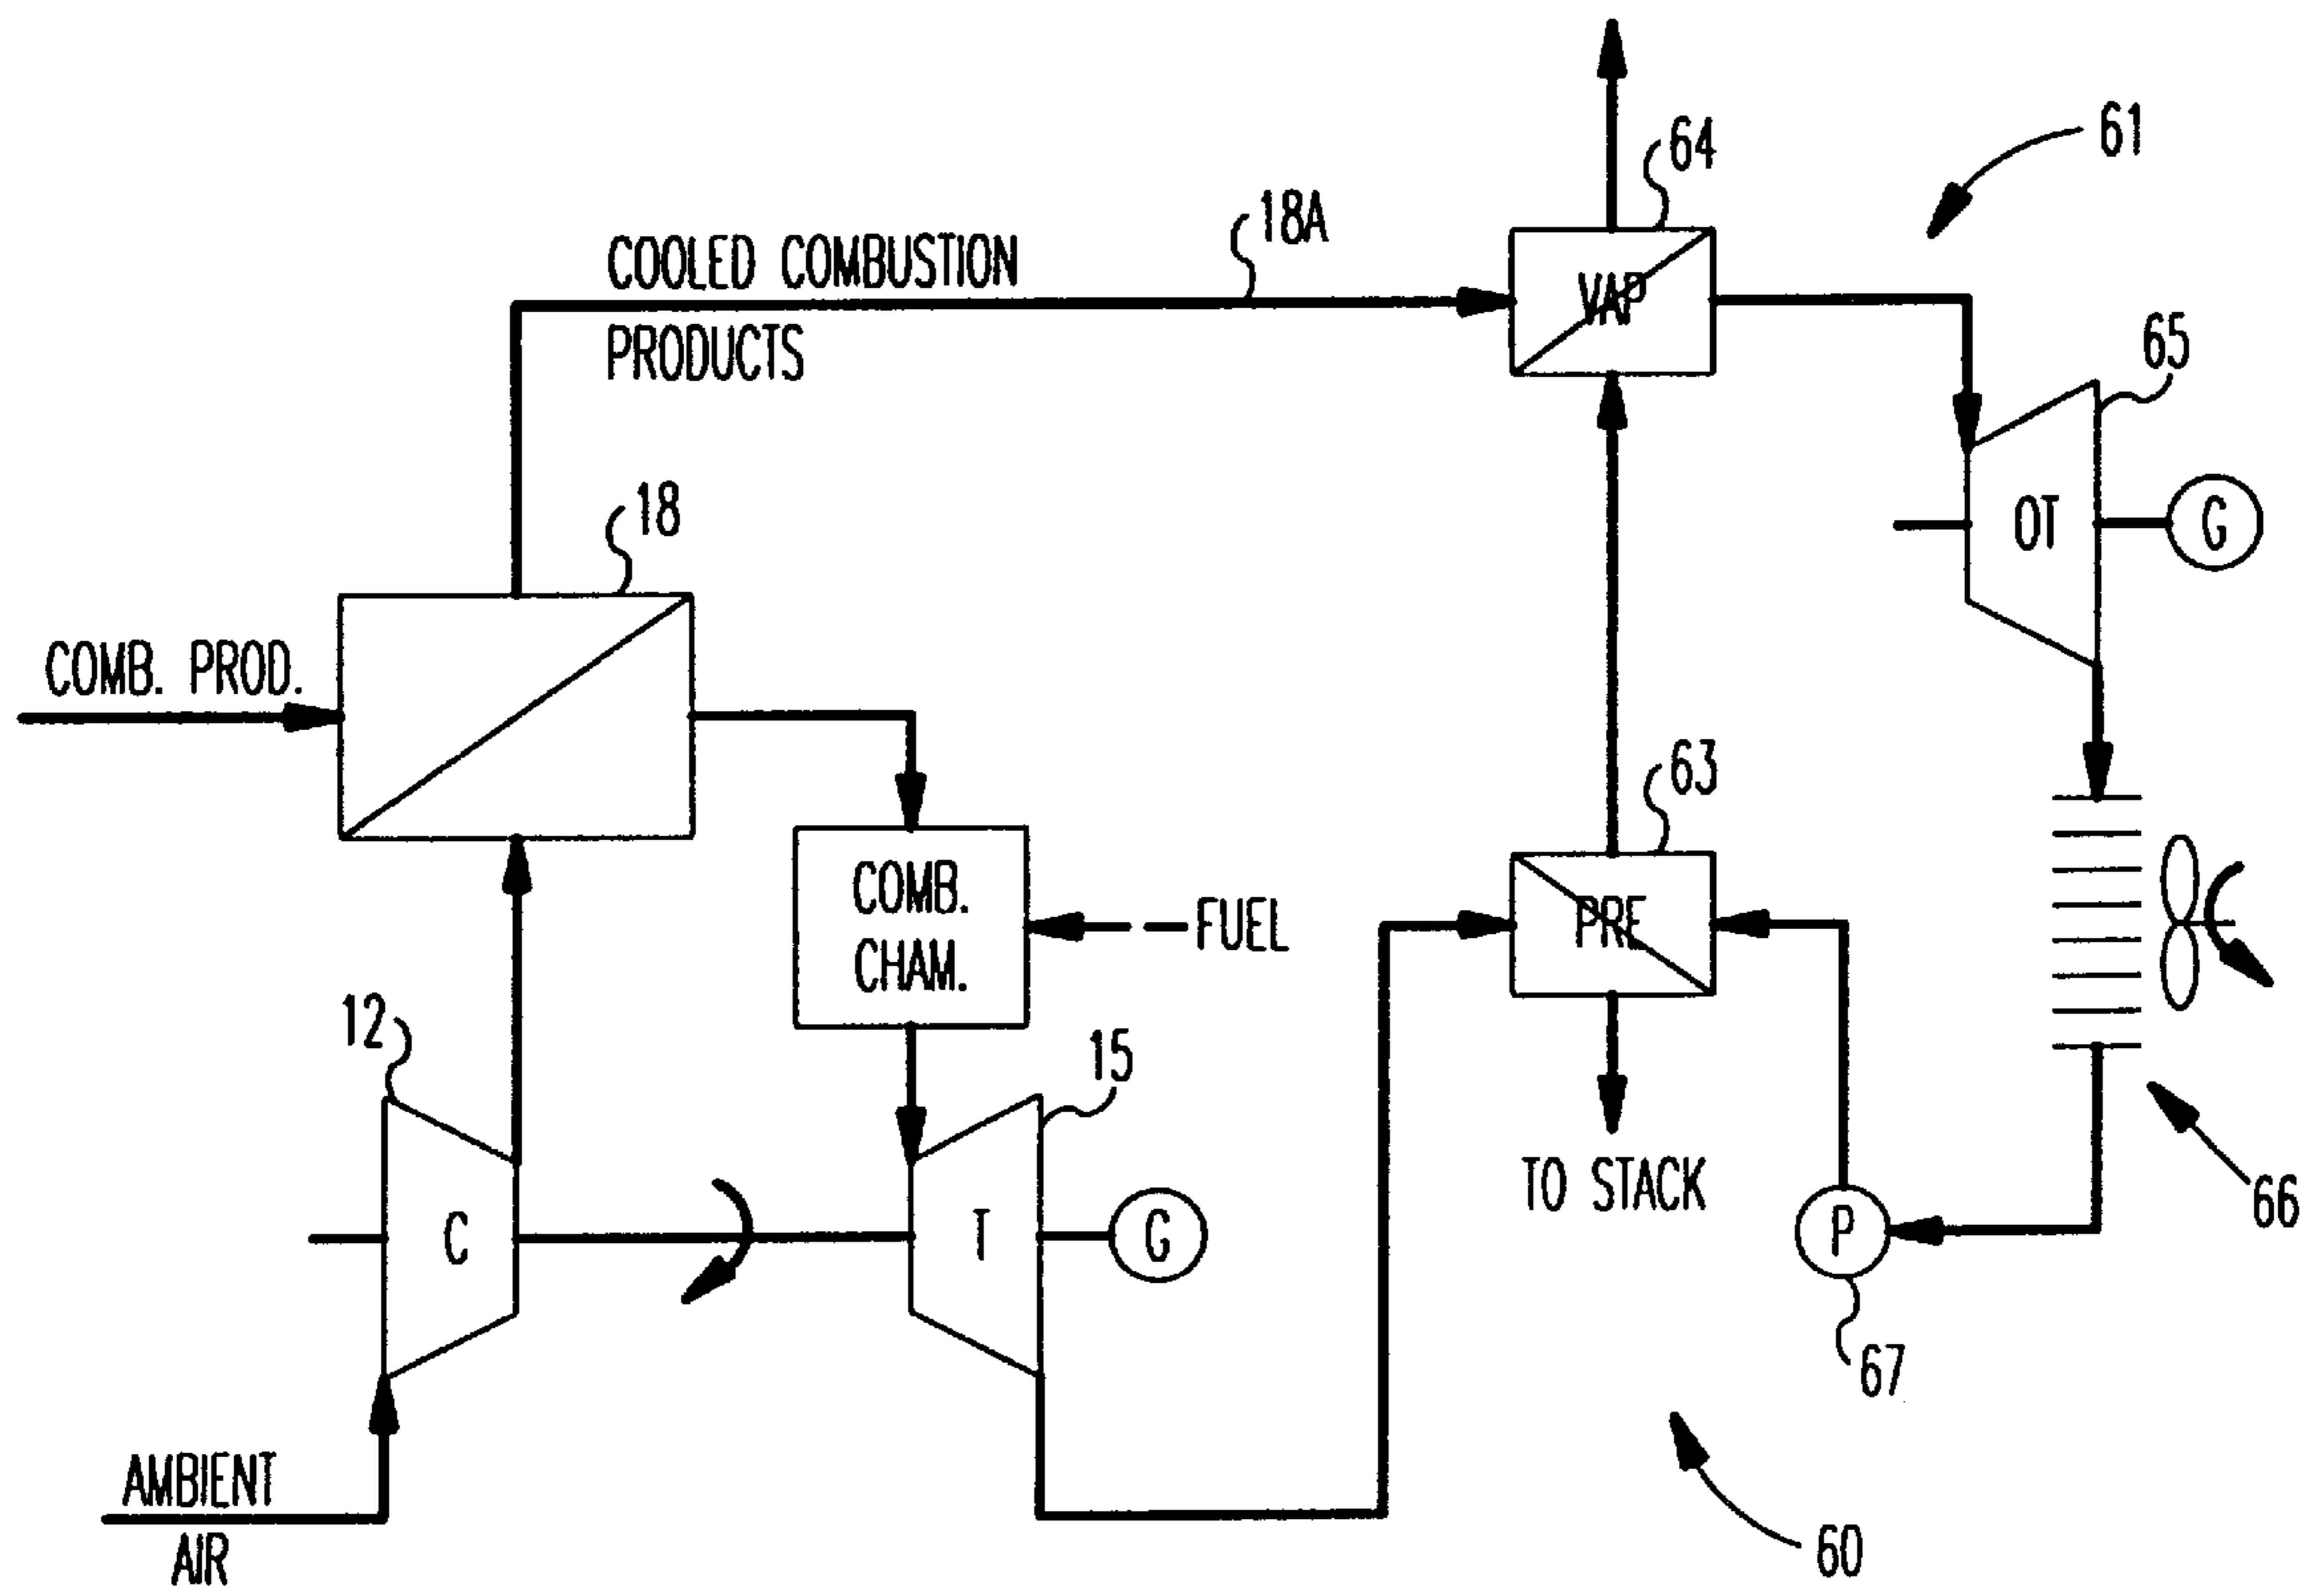 61
64
18A
COOLED COMBUSTION
PRODUCTS
VAP
65
OT
G
18
COMB. PROD.
63
COMB.
CHAM.
FUEL
PRE
12
15
C
T
G
TO STACK
P
66
67
AMBIENT
AIR
60